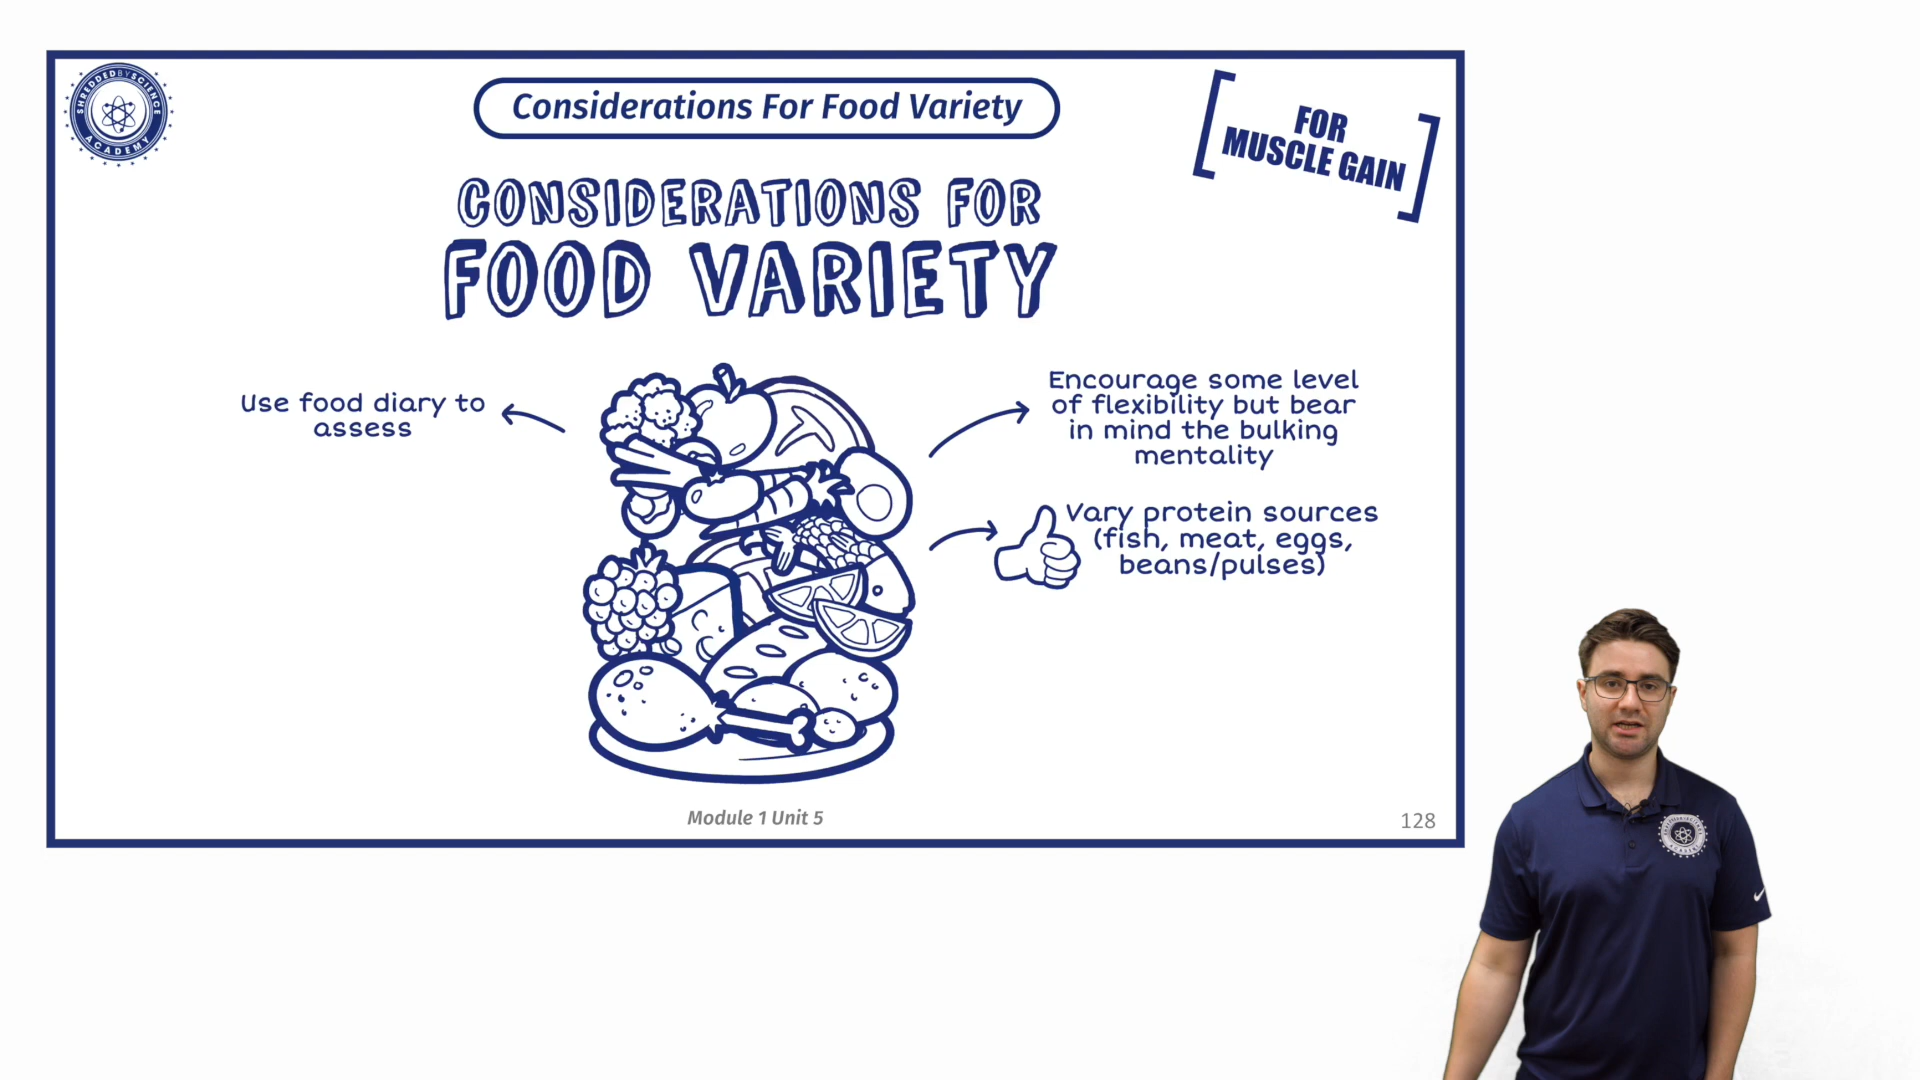 SHREDDEDBYSCIENCE
ACADEMY
Considerations For Food Variety
FOR
MUSCLE GAIN
CONSIDERATIONS FOR
FOOD VARIETY
Use food diary to
assess
Encourage some level
of flexibility but bear
in mind the bulking
mentality
Vary protein sources
(fish, meat, eggs,
beans/pulses)
Module 1 Unit 5
128